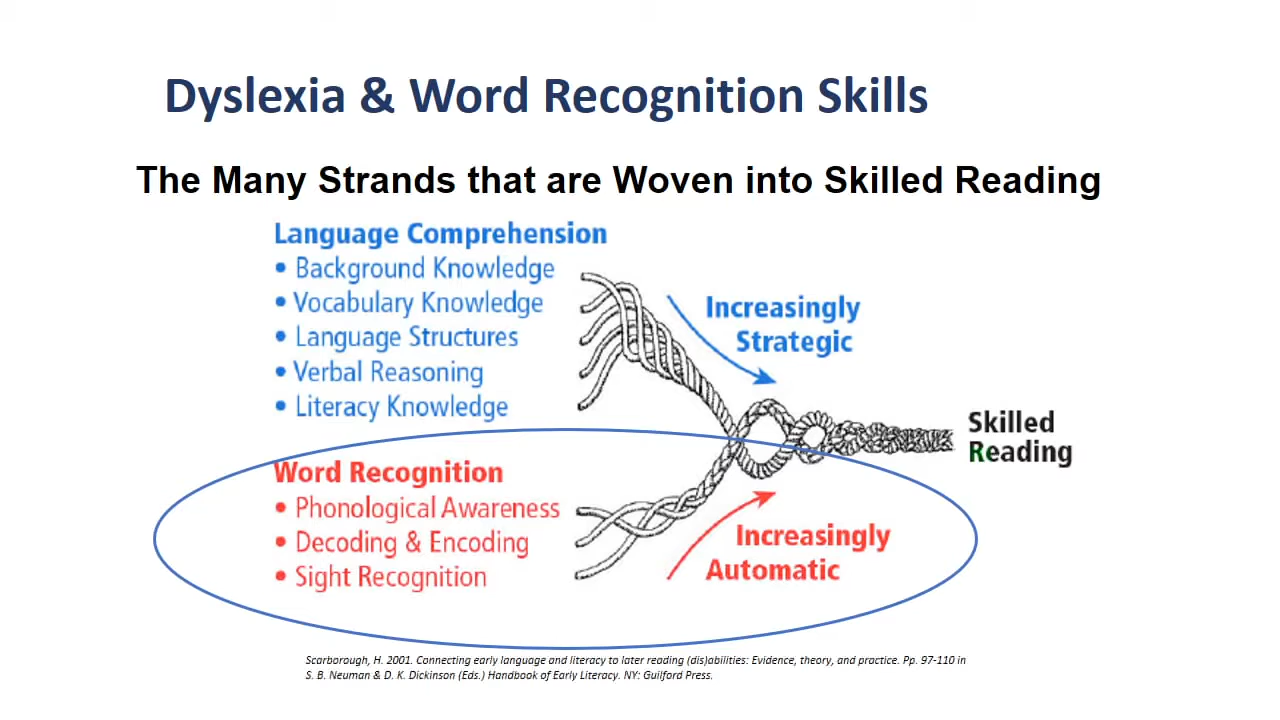 Dyslexia & Word Recognition Skills
The Many Strands that are Woven into Skilled Reading
Language Comprehension
• Background Knowledge
• Vocabulary Knowledge
• Language Structures
• Verbal Reasoning
• Literacy Knowledge
Increasingly
Strategic
Skilled
Reading
Word Recognition
• Phonological Awareness
• Decoding & Encoding
• Sight Recognition
Increasingly
Automatic
Scarborough, H. 2001. Connecting early language and literacy to later reading (dis)abilities: Evidence, theory, and practice. Pp. 97-110 in
S. B. Neuman & D. K. Dickinson (Eds.) Handbook of Early Literacy. NY: Guilford Press.